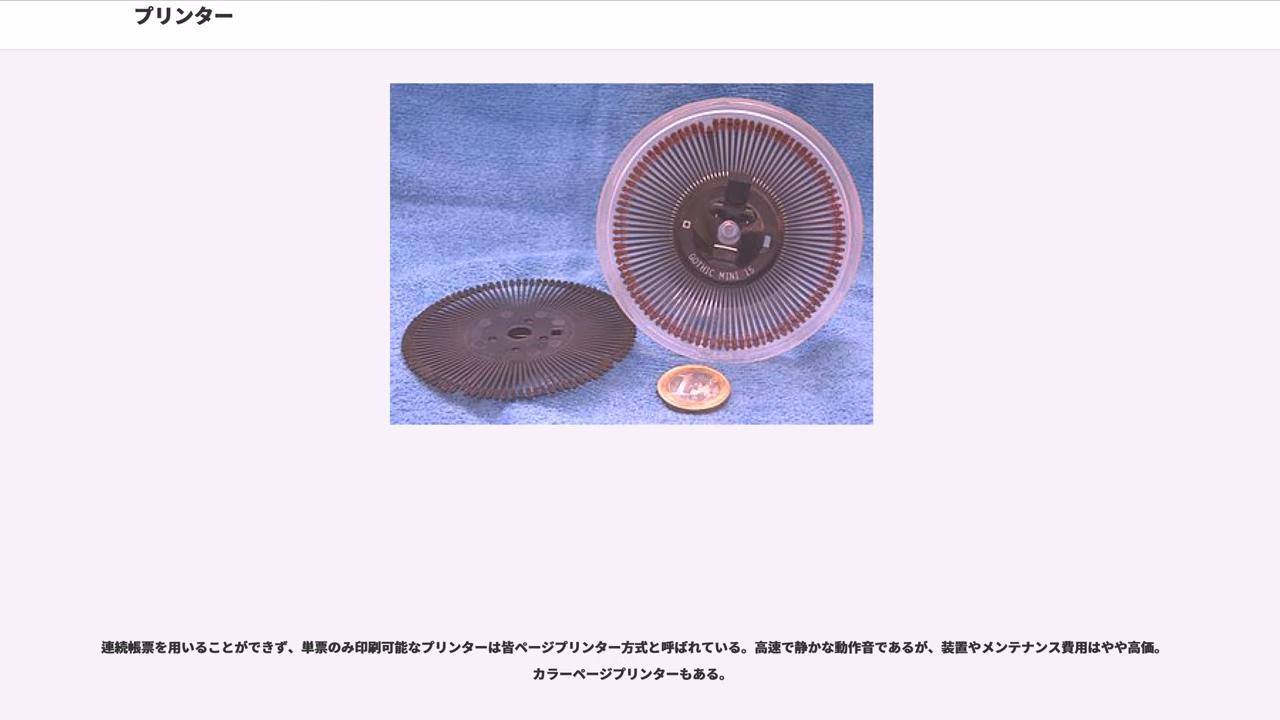 プリンター
GOTHIC MINI 15
1
連続帳票を用いることができず、単票のみ印刷可能なプリンターは皆ページプリンター方式と呼ばれている。高速で静かな動作音であるが、装置やメンテナンス費用はやや高価。
カラーページプリンターもある。